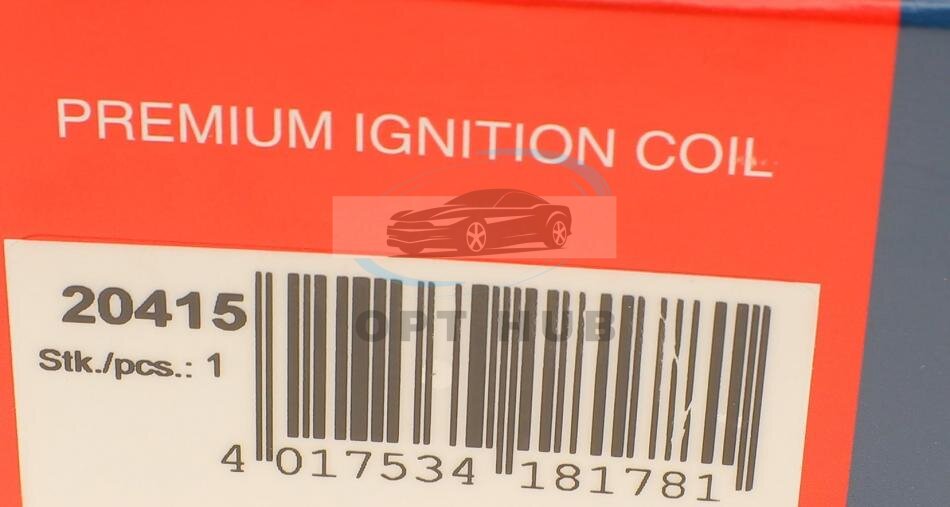 PREMIUM IGNITION COIL
20415
Stk./pcs.: 1
OPT HUB
4 017534 181781